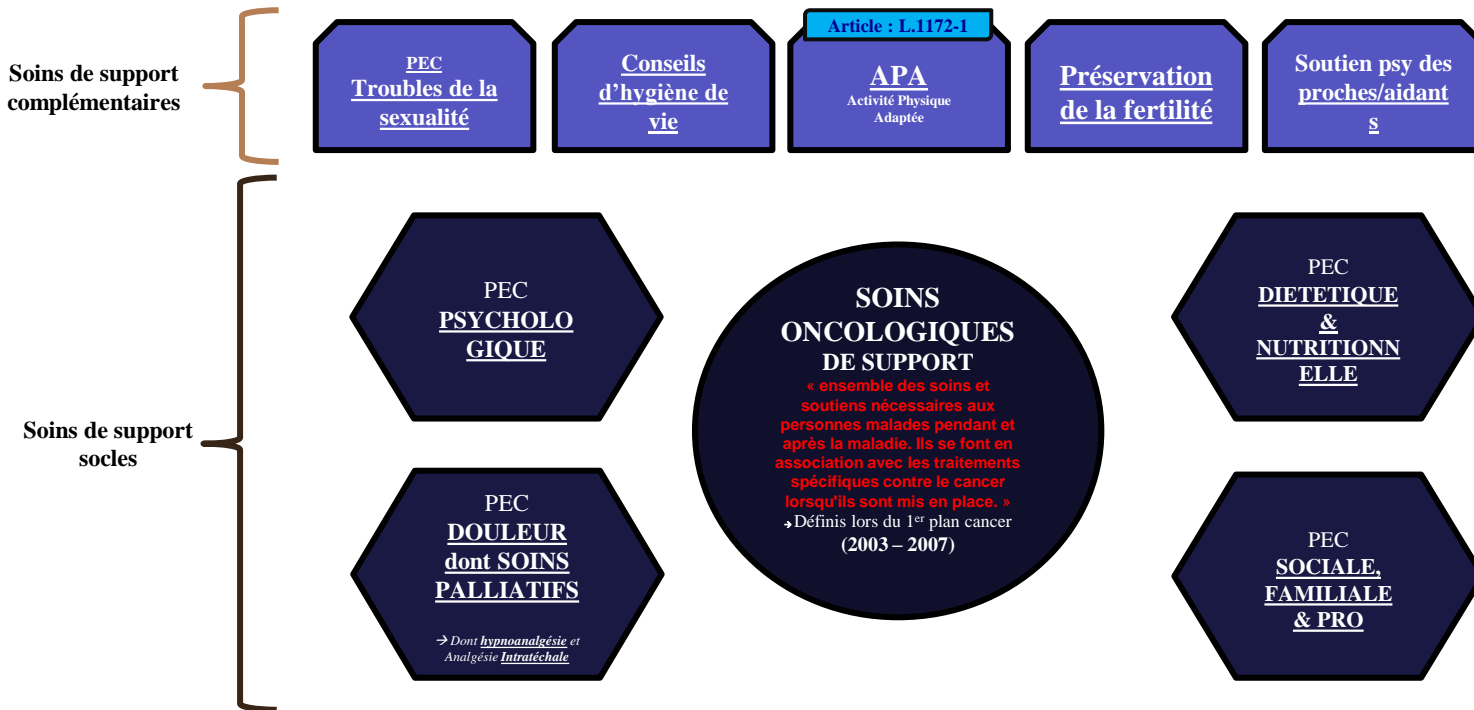 Soins de support
complémentaires
PEC
Troubles de la
sexualité
Conseils
d'hygiène de
vie
Article : L.1172-1
APA
Activité Physique
Adaptée
Préservation
de la fertilité
Soutien psy des
proches/aidant
s
Soins de support
socles
PEC
PSYCHOLO
GIQUE
SOINS
ONCOLOGIQUES
DE SUPPORT
« ensemble des soins et
soutiens nécessaires aux
personnes malades pendant et
après la maladie. Ils se font en
association avec les traitements
spécifiques contre le cancer
lorsqu'ils sont mis en place. »
→Définis lors du 1er plan cancer
(2003 – 2007)
PEC
DIETETIQUE
&
NUTRITIONN
ELLE
PEC
DOULEUR
dont SOINS
PALLIATIFS
→ Dont hypnoanalgésie et
Analgésie Intratéchale
PEC
SOCIALE,
FAMILIALE
& PRO